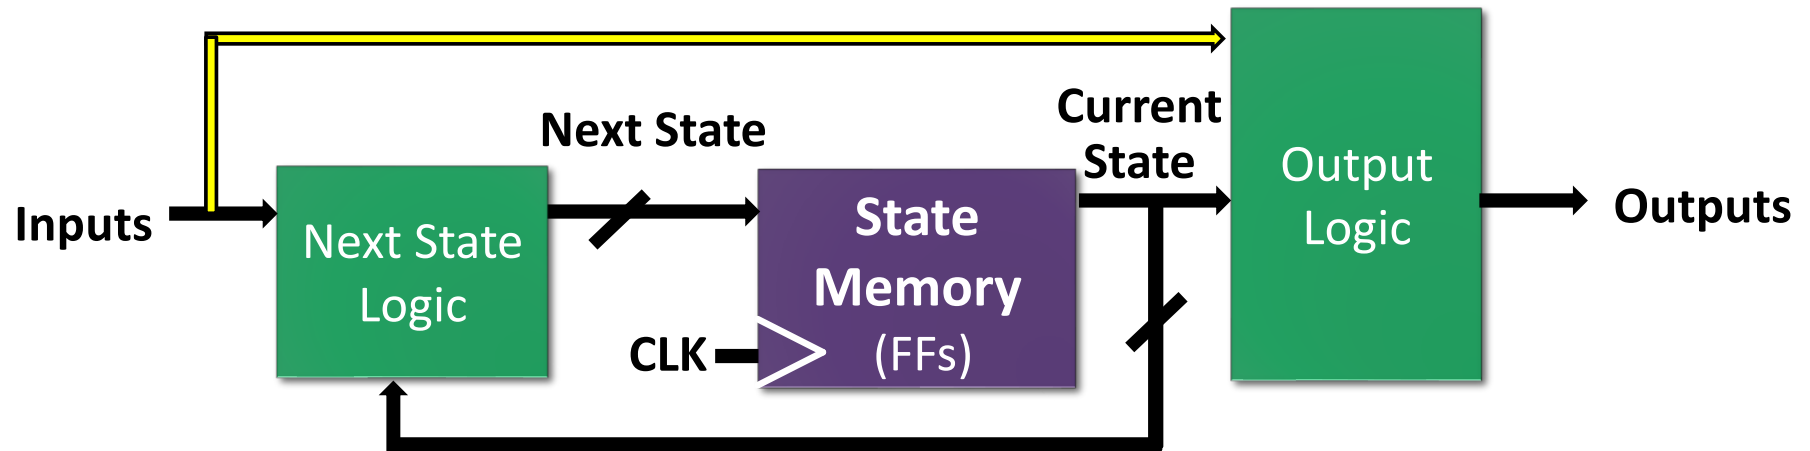 Inputs
Next State
Logic
Next State
CLK
State
Memory
(FFs)
Current
State
Output
Logic
Outputs